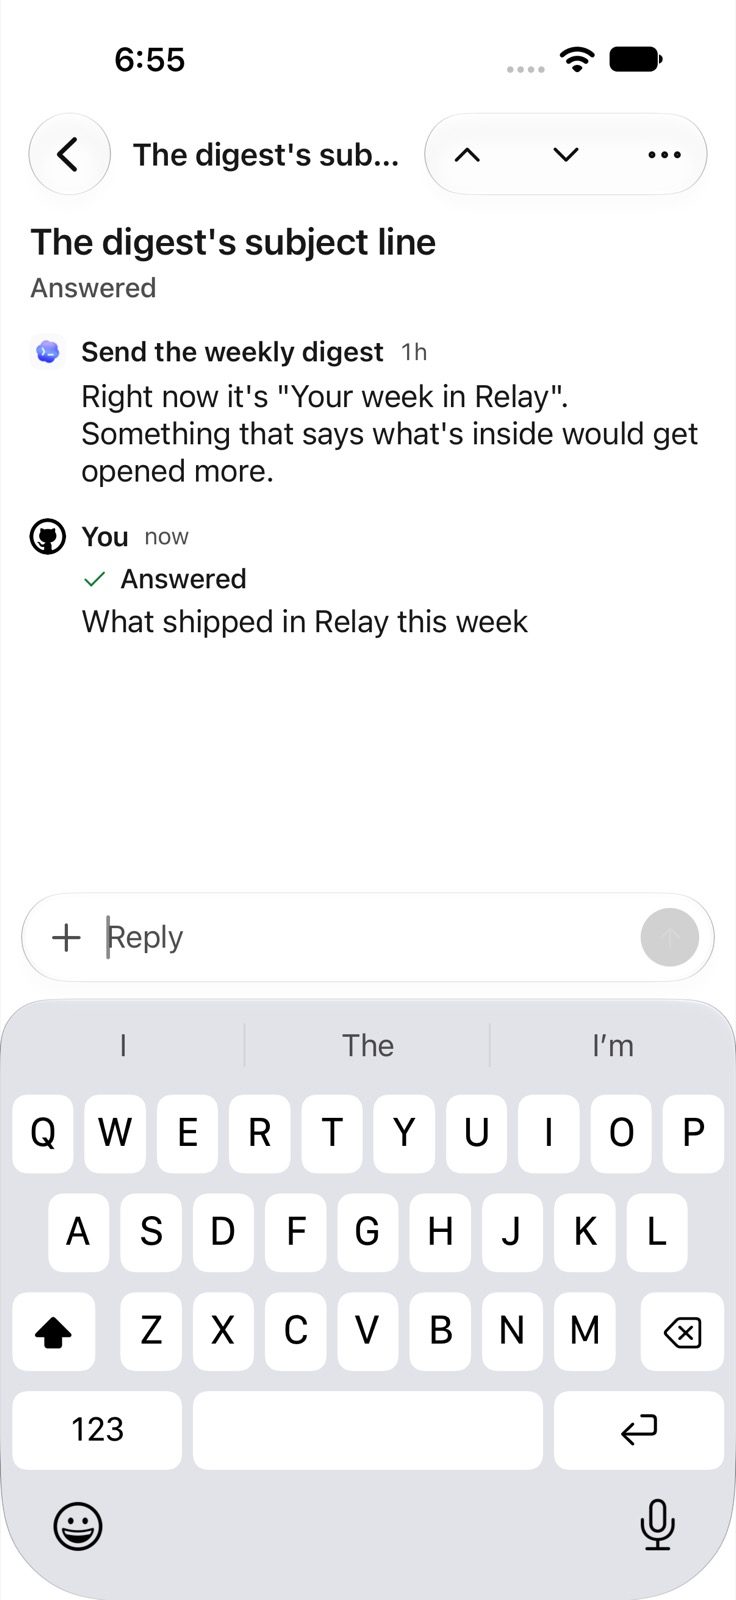 6:55
The digest's sub...
The digest's subject line
Answered
Send the weekly digest 1h
Right now it's "Your week in Relay".
Something that says what's inside would get
opened more.
You now
Answered
What shipped in Relay this week
Reply
I The I’m
Q W E R T Y U I O P
A S D F G H J K L
Z X C V B N M
123